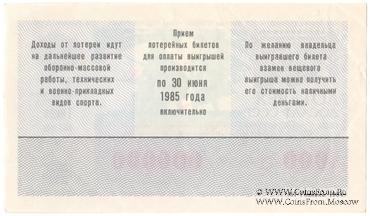 Доходы от лотереи идут
на дальнейшее развитие
оборонно-массовой
работы, технических
и военно-прикладных
видов спорта.
Прием
лотерейных билетов
для оплаты выигрышей
производится
по 30 июня
1985 года
включительно
По желанию владельца
выигравшего билета
взамен вещевого
выигрыша можно получить
его стоимость наличными
деньгами.
© www.CoinsFrom.Ru
www.CoinsMoscow.ru